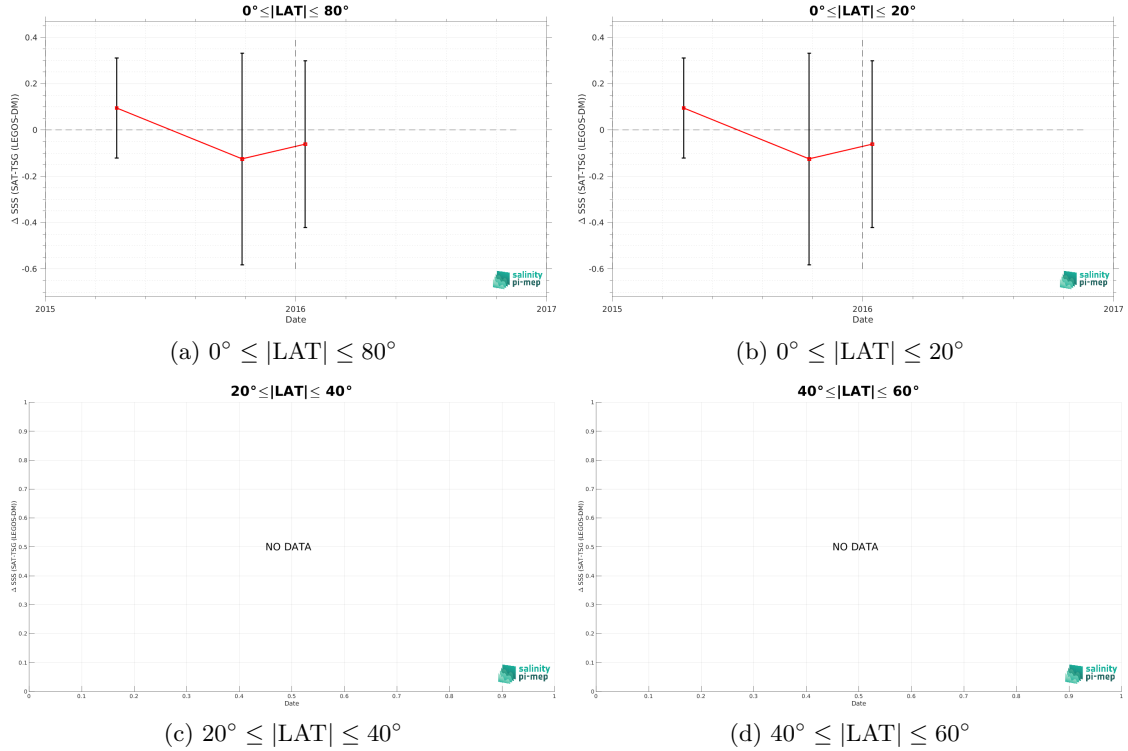 0°≤|LAT|≤ 80°
Δ SSS (SAT-TSG (LEGOS-DM))
0.4
0.2
0
-0.2
-0.4
-0.6
2015
2016
2017
Date
salinity
pi-mep
(a) 0° ≤ |LAT| ≤ 80°
0°≤|LAT|≤ 20°
Δ SSS (SAT-TSG (LEGOS-DM))
0.4
0.2
0
-0.2
-0.4
-0.6
2015
2016
2017
Date
salinity
pi-mep
(b) 0° ≤ |LAT| ≤ 20°
20°≤|LAT|≤ 40°
Δ SSS (SAT-TSG (LEGOS-DM))
1
0.9
0.8
0.7
0.6
0.5
0.4
0.3
0.2
0.1
0
NO DATA
0 0.1 0.2 0.3 0.4 0.5 0.6 0.7 0.8 0.9 1
Date
salinity
pi-mep
(c) 20° ≤ |LAT| ≤ 40°
40°≤|LAT|≤ 60°
Δ SSS (SAT-TSG (LEGOS-DM))
1
0.9
0.8
0.7
0.6
0.5
0.4
0.3
0.2
0.1
0
NO DATA
0 0.1 0.2 0.3 0.4 0.5 0.6 0.7 0.8 0.9 1
Date
salinity
pi-mep
(d) 40° ≤ |LAT| ≤ 60°